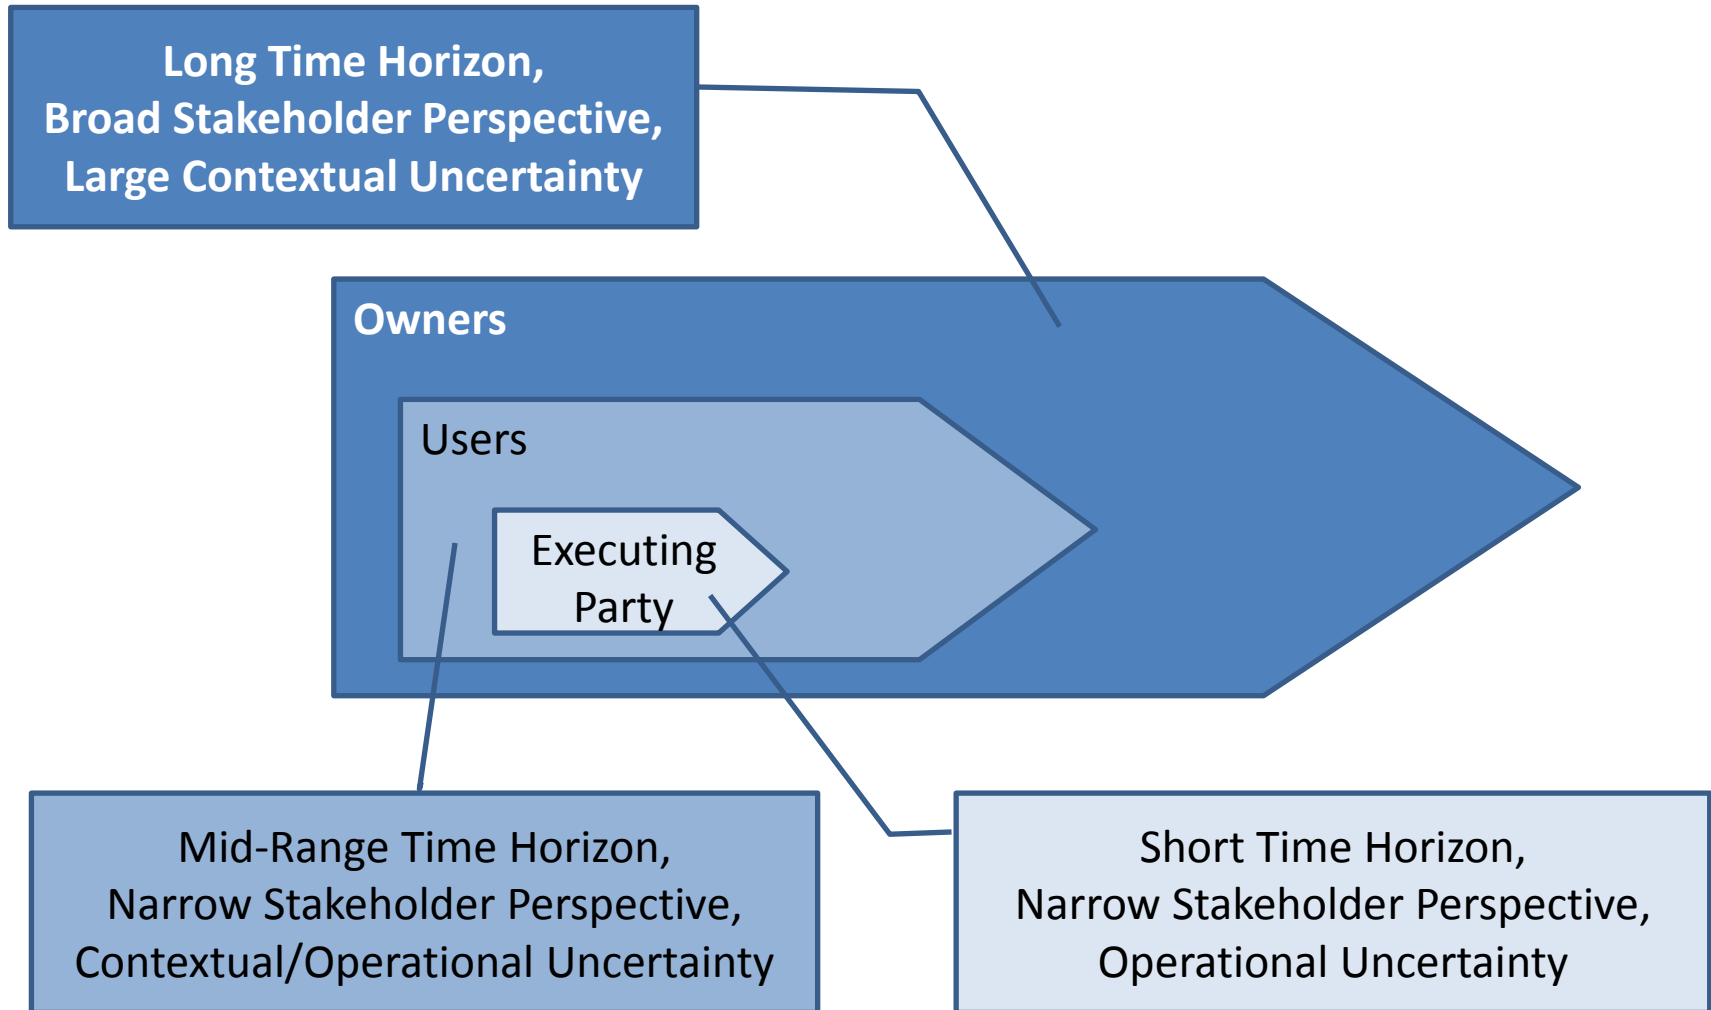 Long Time Horizon,
Broad Stakeholder Perspective,
Large Contextual Uncertainty
Owners
Users
Executing
Party
Mid-Range Time Horizon,
Narrow Stakeholder Perspective,
Contextual/Operational Uncertainty
Short Time Horizon,
Narrow Stakeholder Perspective,
Operational Uncertainty